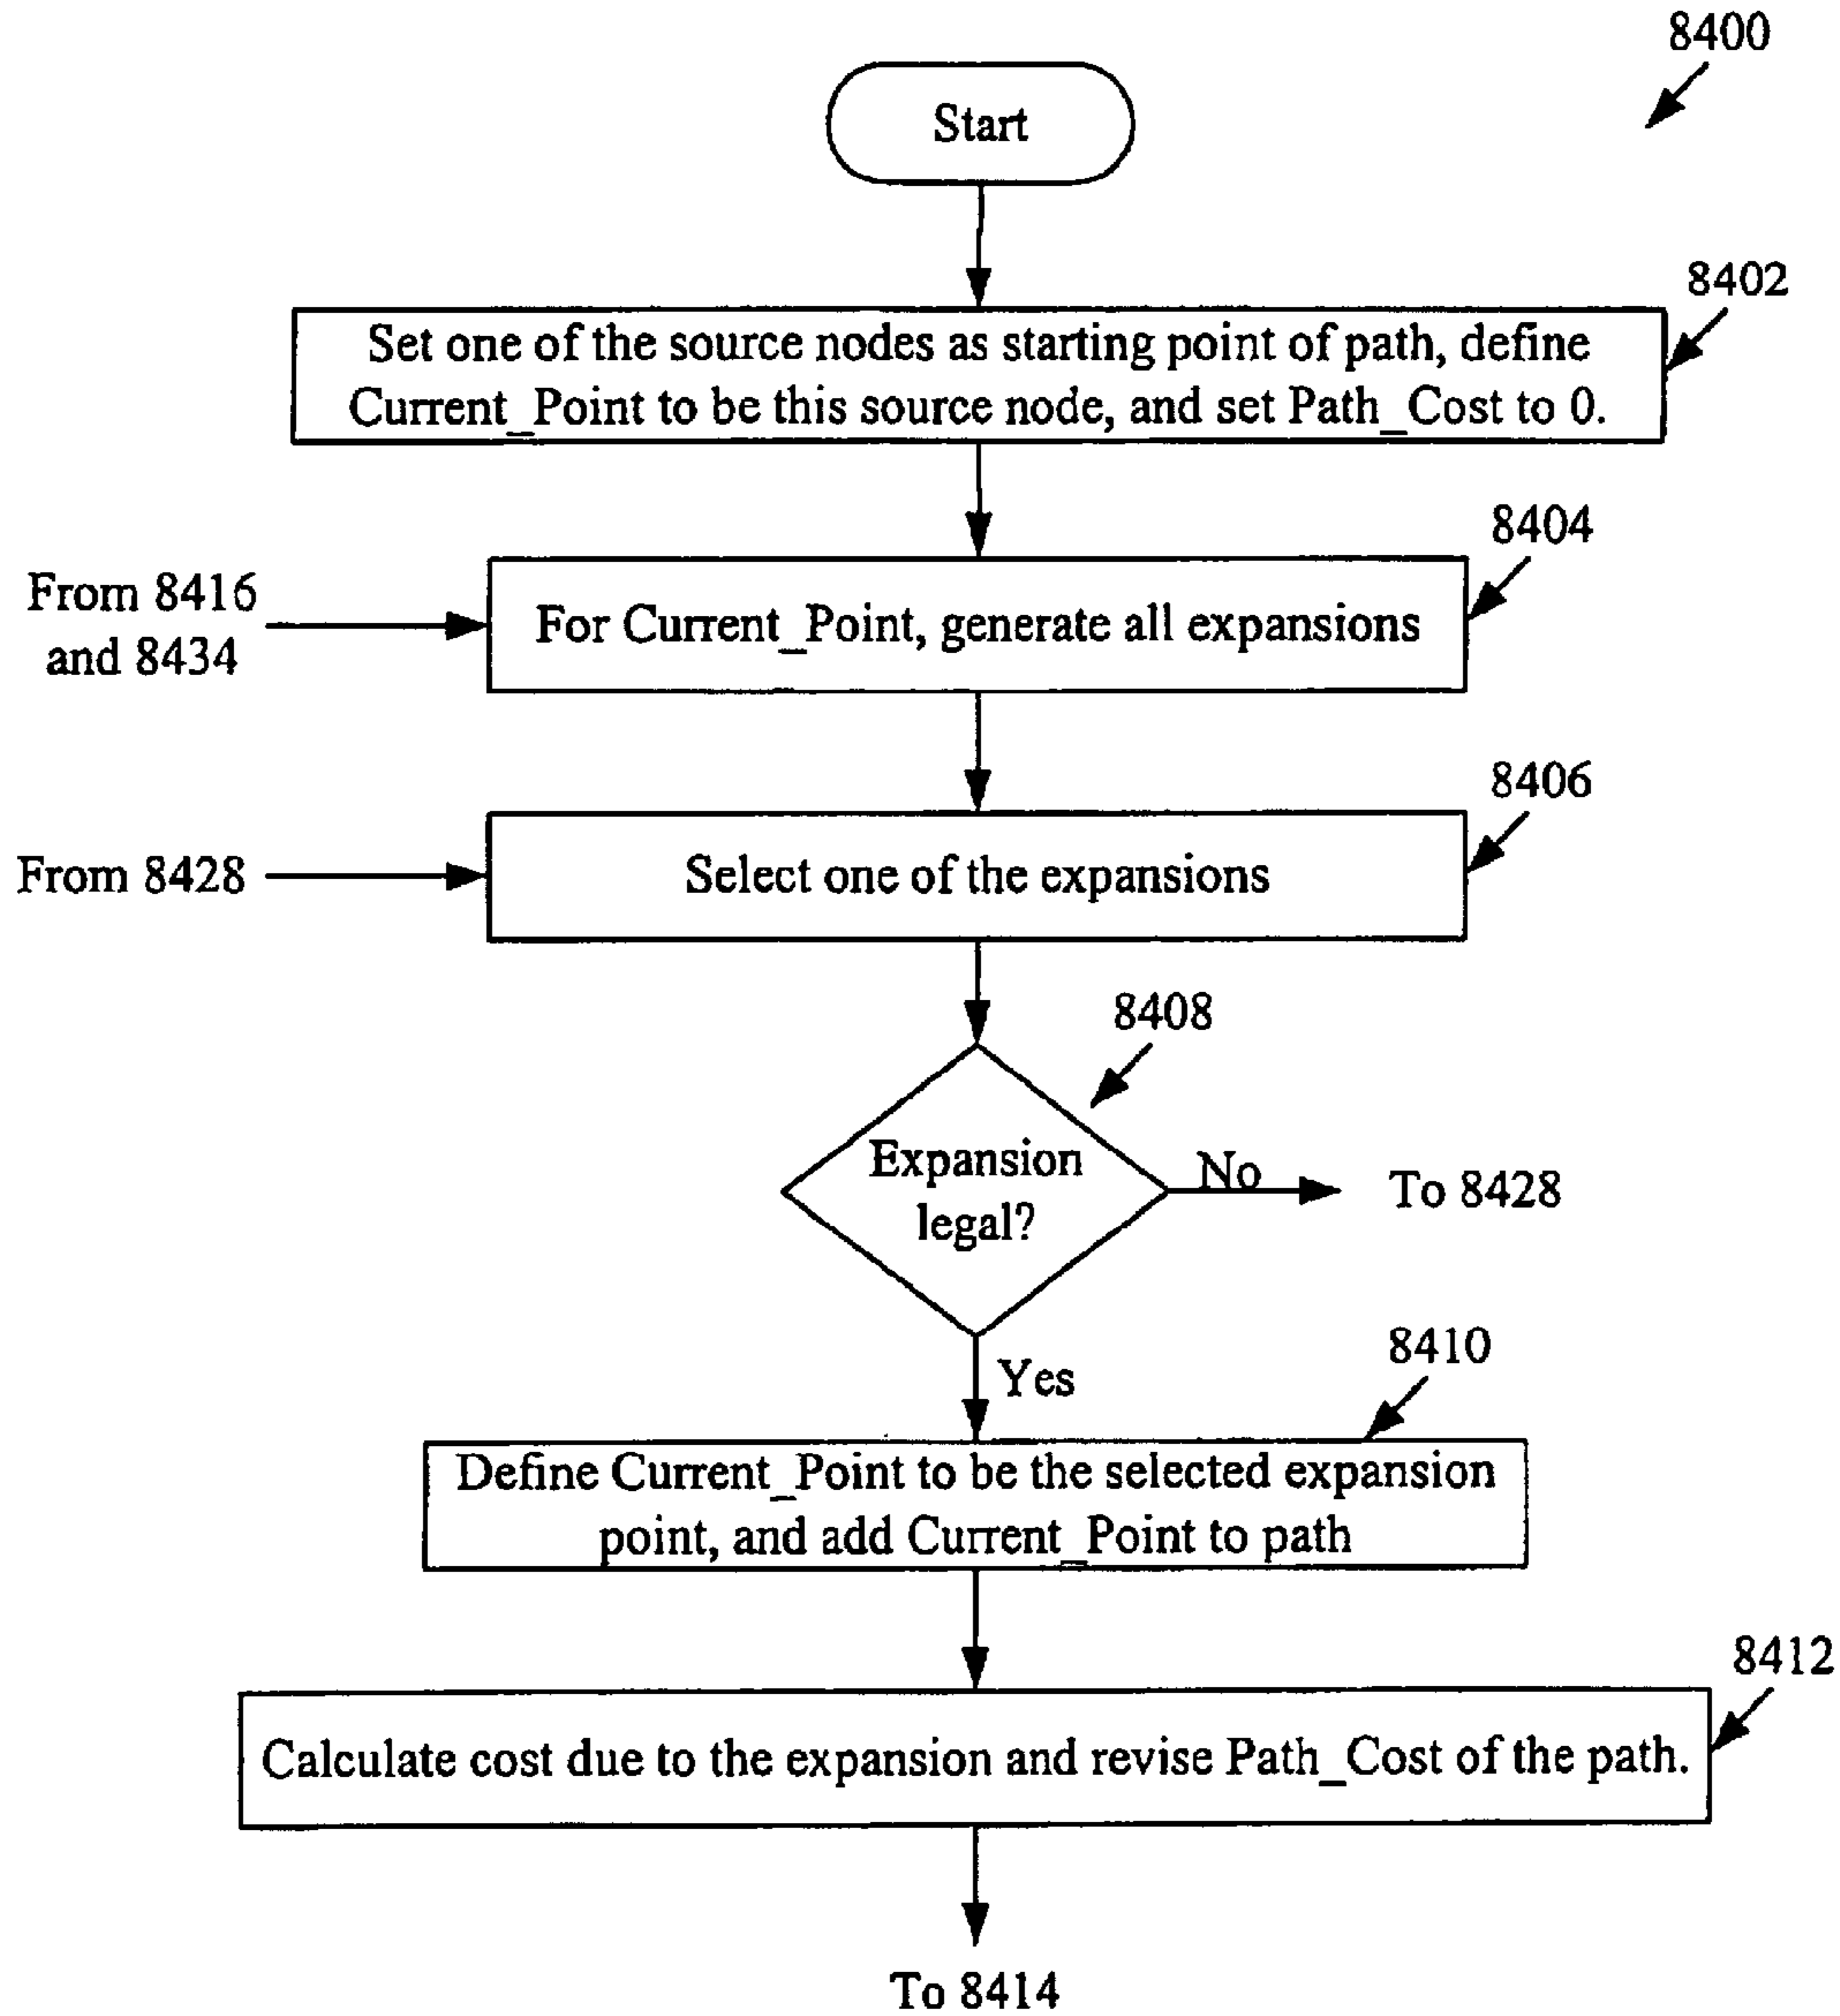 8400
Start
8402
Set one of the source nodes as starting point of path, define
Current_Point to be this source node, and set Path_Cost to 0.
8404
From 8416
and 8434
For Current_Point, generate all expansions
8406
From 8428
Select one of the expansions
8408
Expansion
legal?
No
To 8428
Yes
8410
Define Current_Point to be the selected expansion
point, and add Current_Point to path
8412
Calculate cost due to the expansion and revise Path_Cost of the path.
To 8414